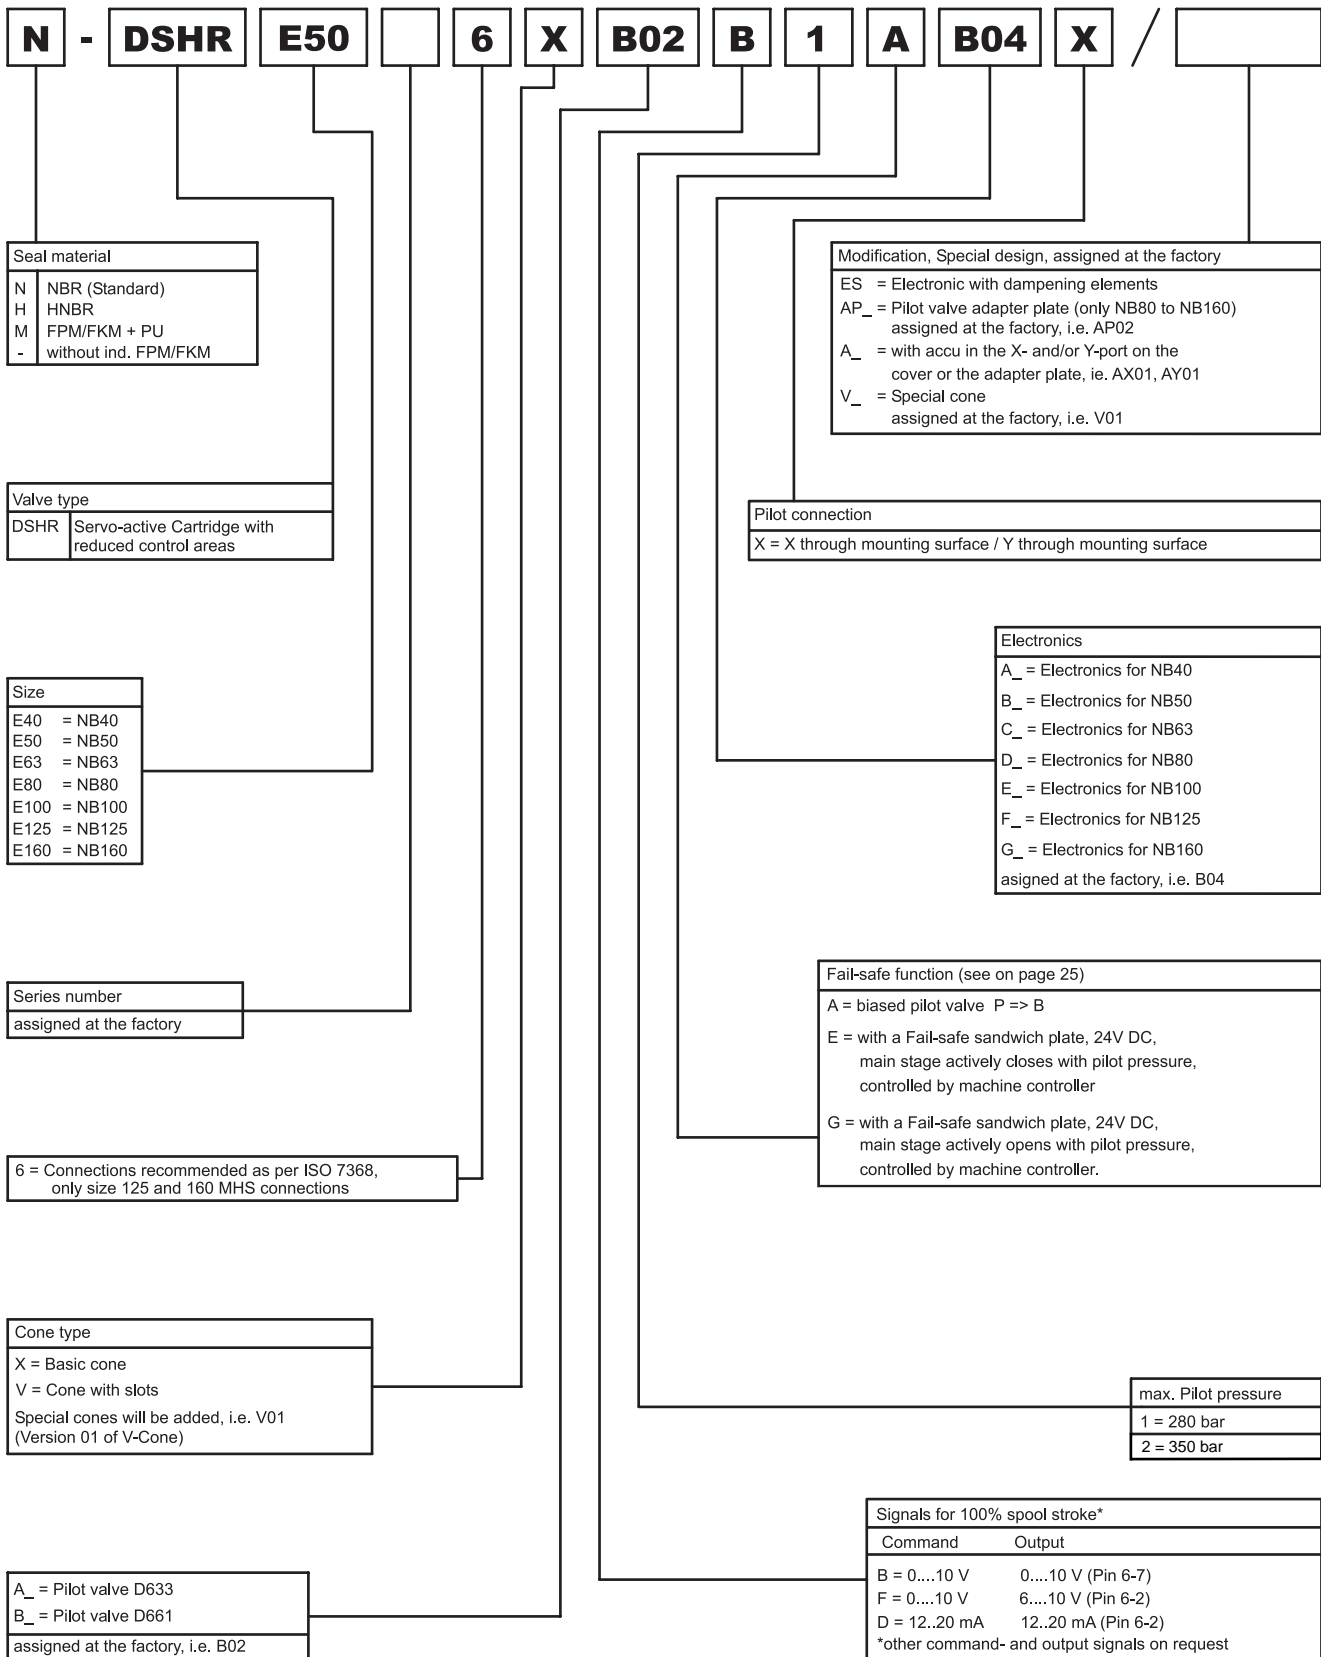 N - DSHR E50 6 X B02 B 1 A B04 X /
Seal material
N NBR (Standard)
H HNBR
M FPM/FKM + PU
- without ind. FPM/FKM
Modification, Special design, assigned at the factory
ES = Electronic with dampening elements
AP_ = Pilot valve adapter plate (only NB80 to NB160)
assigned at the factory, i.e. AP02
A_ = with accu in the X- and/or Y-port on the
cover or the adapter plate, ie. AX01, AY01
V_ = Special cone
assigned at the factory, i.e. V01
Valve type
DSHR Servo-active Cartridge with
reduced control areas
Pilot connection
X = X through mounting surface / Y through mounting surface
Size
E40 = NB40
E50 = NB50
E63 = NB63
E80 = NB80
E100 = NB100
E125 = NB125
E160 = NB160
Electronics
A_ = Electronics for NB40
B_ = Electronics for NB50
C_ = Electronics for NB63
D_ = Electronics for NB80
E_ = Electronics for NB100
F_ = Electronics for NB125
G_ = Electronics for NB160
asigned at the factory, i.e. B04
Series number
assigned at the factory
Fail-safe function (see on page 25)
A = biased pilot valve P => B
E = with a Fail-safe sandwich plate, 24V DC,
main stage actively closes with pilot pressure,
controlled by machine controller
G = with a Fail-safe sandwich plate, 24V DC,
main stage actively opens with pilot pressure,
controlled by machine controller.
6 = Connections recommended as per ISO 7368,
only size 125 and 160 MHS connections
Cone type
X = Basic cone
V = Cone with slots
Special cones will be added, i.e. V01
(Version 01 of V-Cone)
max. Pilot pressure
1 = 280 bar
2 = 350 bar
Signals for 100% spool stroke*
Command Output
B = 0....10 V 0....10 V (Pin 6-7)
F = 0....10 V 6....10 V (Pin 6-2)
D = 12..20 mA 12..20 mA (Pin 6-2)
*other command- and output signals on request
A_ = Pilot valve D633
B_ = Pilot valve D661
assigned at the factory, i.e. B02